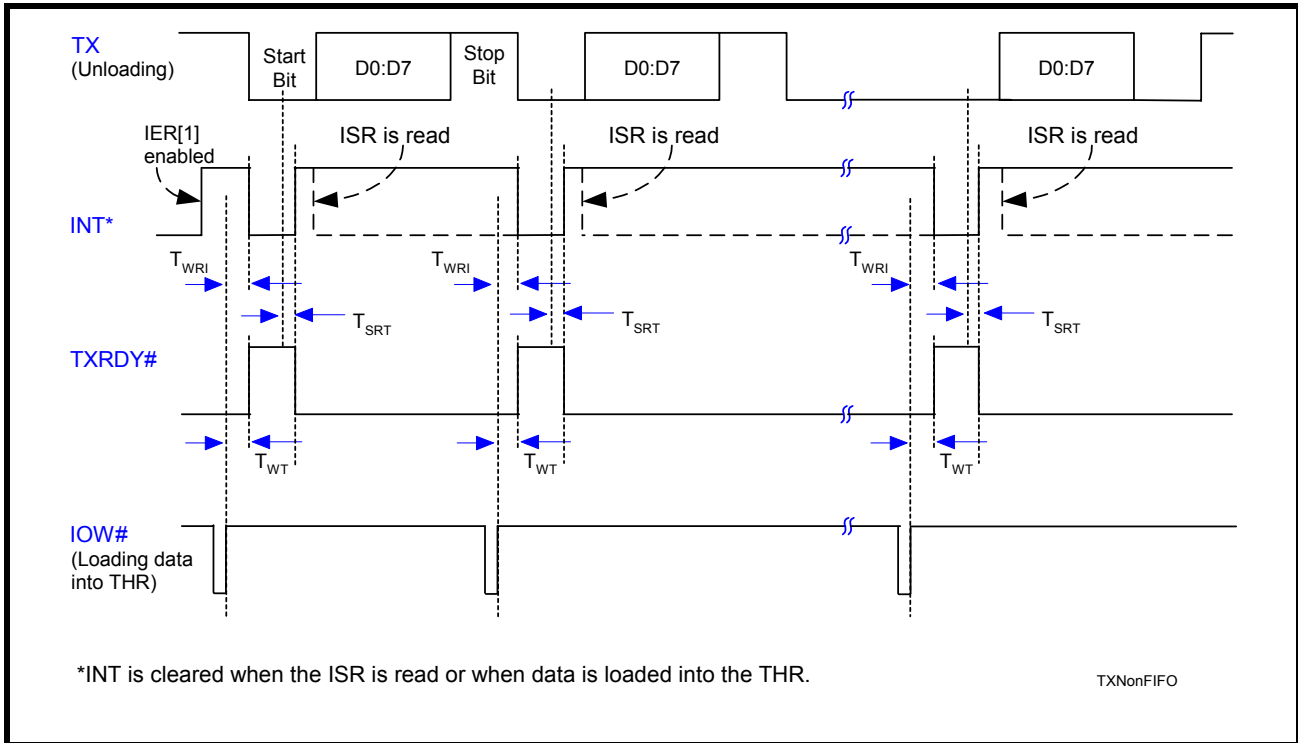 TX
(Unloading)
Start
Bit
D0:D7
Stop
Bit
D0:D7
D0:D7
IER[1]
enabled
ISR is read
ISR is read
ISR is read
INT*
TWRI
TWRI
TWRI
TSRT
TSRT
TSRT
TXRDY#
TWT
TWT
TWT
IOW#
(Loading data
into THR)
*INT is cleared when the ISR is read or when data is loaded into the THR.
TXNonFIFO